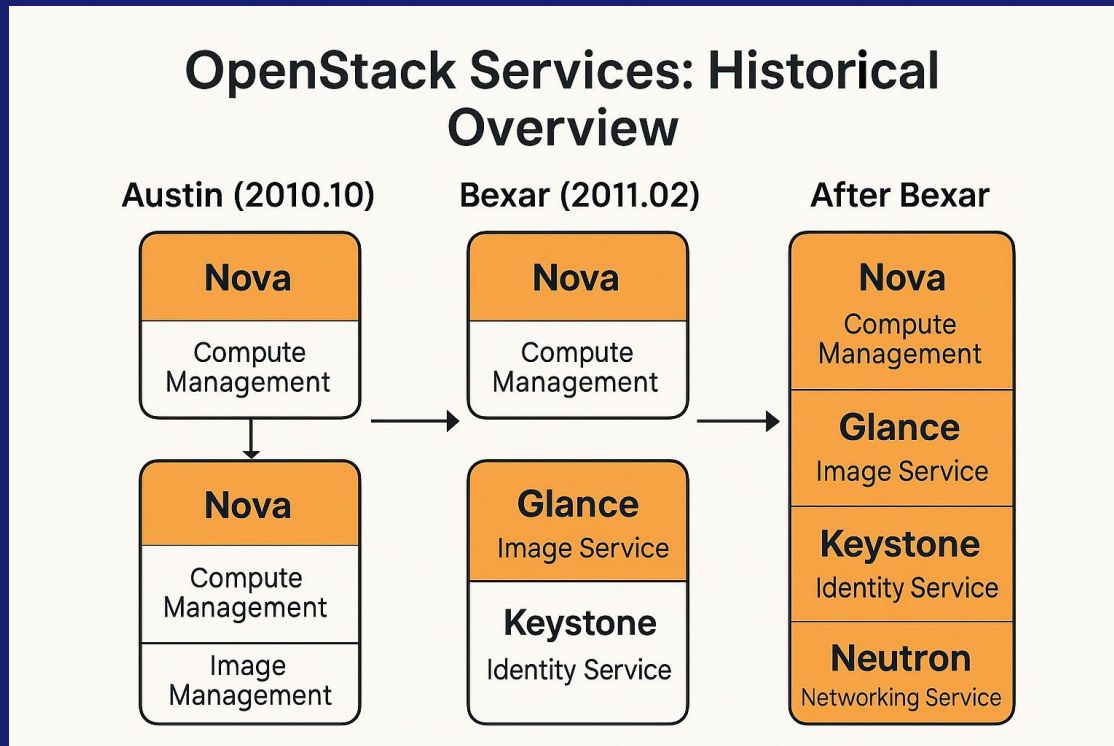 OpenStack Services: Historical
Overview
Austin (2010.10)
Nova
Compute
Management
Nova
Compute
Management
Image
Management
Bexar (2011.02)
Nova
Compute
Management
Glance
Image Service
Keystone
Identity Service
After Bexar
Nova
Compute
Management
Glance
Image Service
Keystone
Identity Service
Neutron
Networking Service